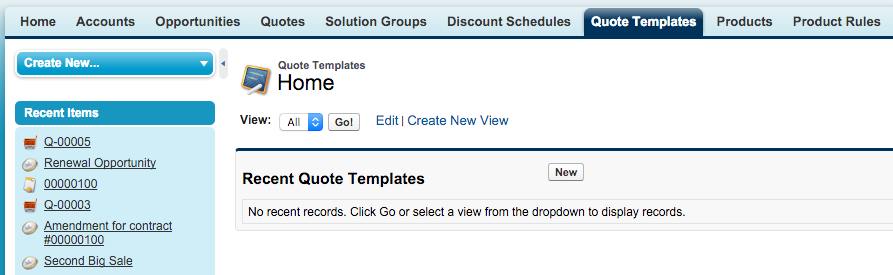 Home Accounts Opportunities Quotes Solution Groups Discount Schedules Quote Templates Products Product Rules
Create New...
Recent Items
Q-00005
Renewal Opportunity
00000100
Q-00003
Amendment for contract
#00000100
Second Big Sale
Quote Templates
Home
View: All Go! Edit | Create New View
Recent Quote Templates New
No recent records. Click Go or select a view from the dropdown to display records.